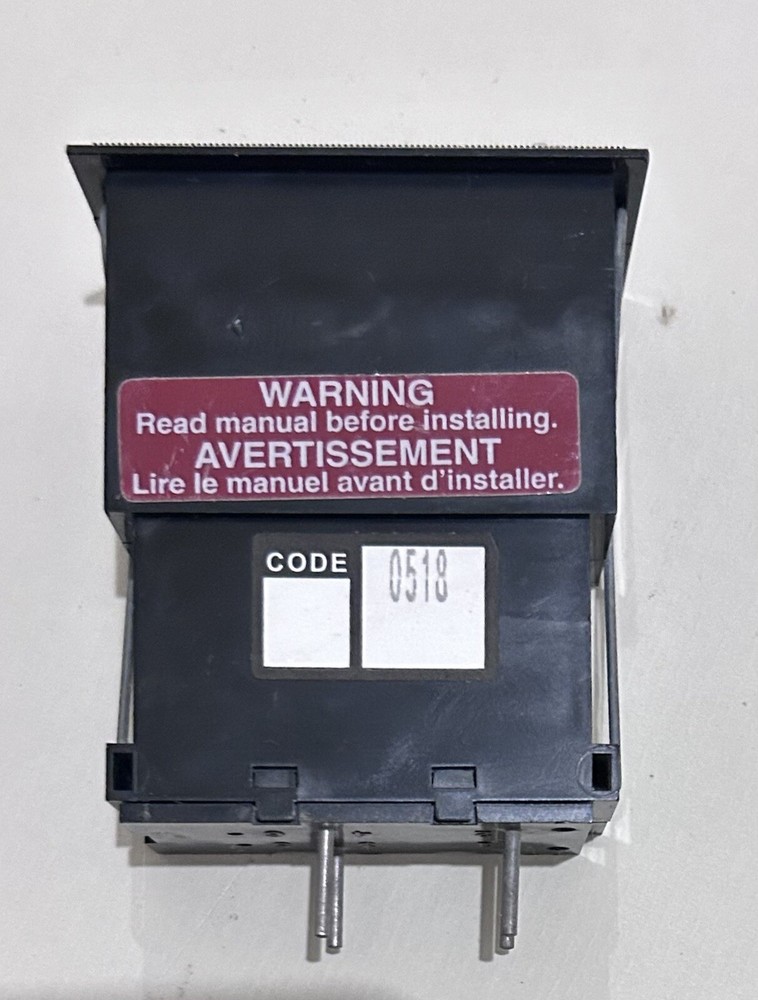 WARNING
Read manual before installing.
AVERTISSEMENT
Lire le manuel avant d'installer.
CODE
0518